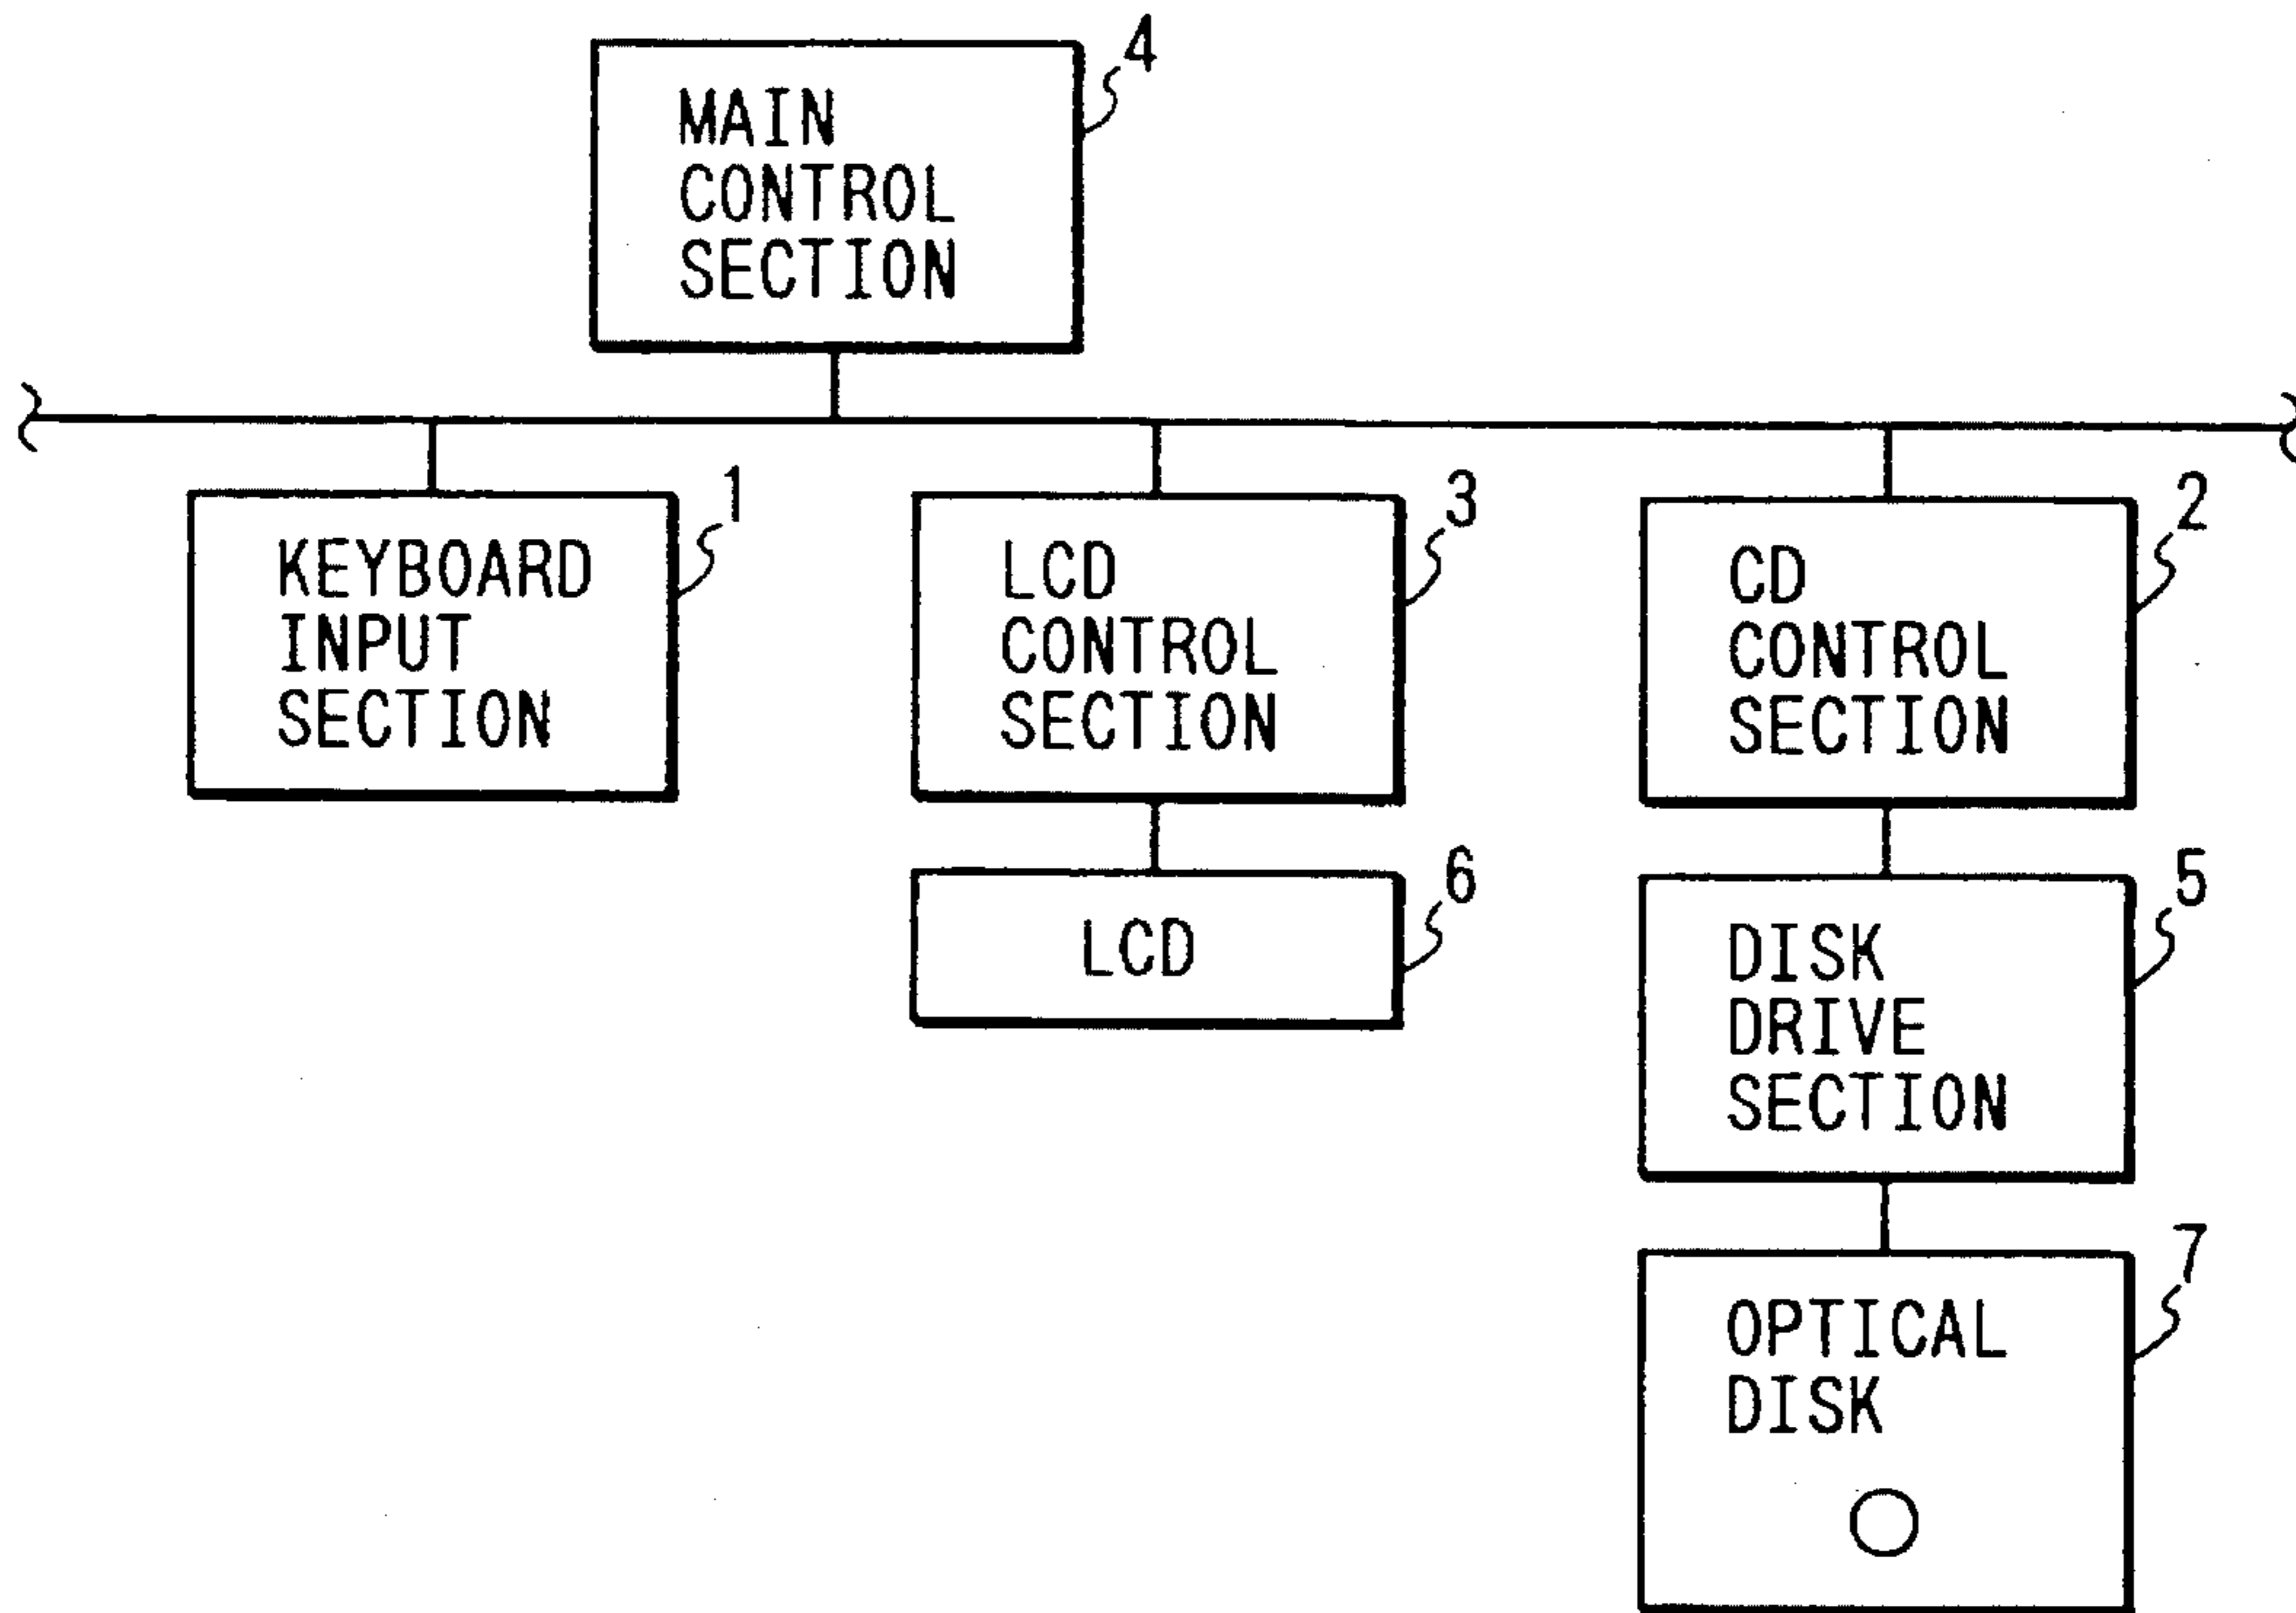 4
MAIN
CONTROL
SECTION
1
KEYBOARD
INPUT
SECTION
3
LCD
CONTROL
SECTION
2
CD
CONTROL
SECTION
6
LCD
5
DISK
DRIVE
SECTION
7
OPTICAL
DISK